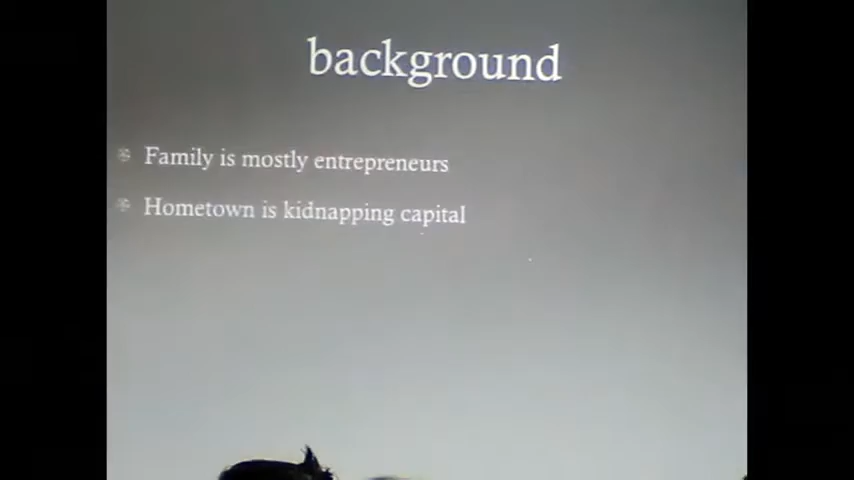 background
Family is mostly entrepreneurs
Hometown is kidnapping capital